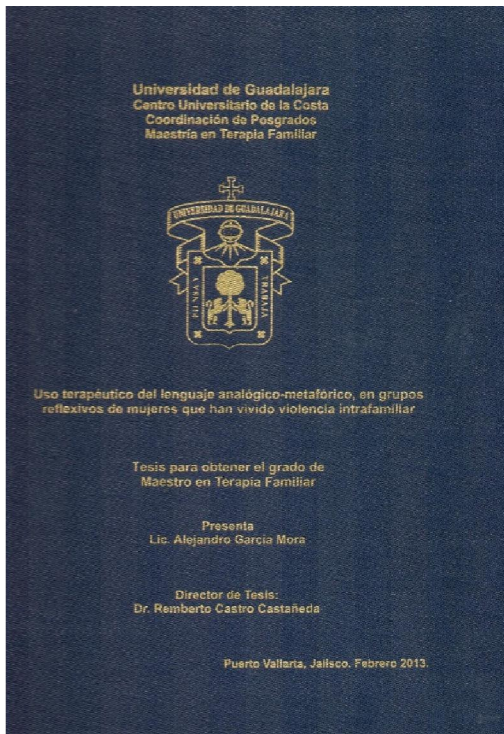 Universidad de Guadalajara
Centro Universitario de la Costa
Coordinación de Posgrados
Maestría en Terapia Familiar
UNIVERSIDAD DE GUADALAJARA
PIENSA Y
TRABAJA
Uso terapéutico del lenguaje analógico-metafórico, en grupos
reflexivos de mujeres que han vivido violencia intrafamiliar
Tesis para obtener el grado de
Maestro en Terapia Familiar
Presenta
Lic. Alejandro García Mora
Director de Tesis:
Dr. Remberto Castro Castañeda
Puerto Vallarta, Jalisco. Febrero 2013.